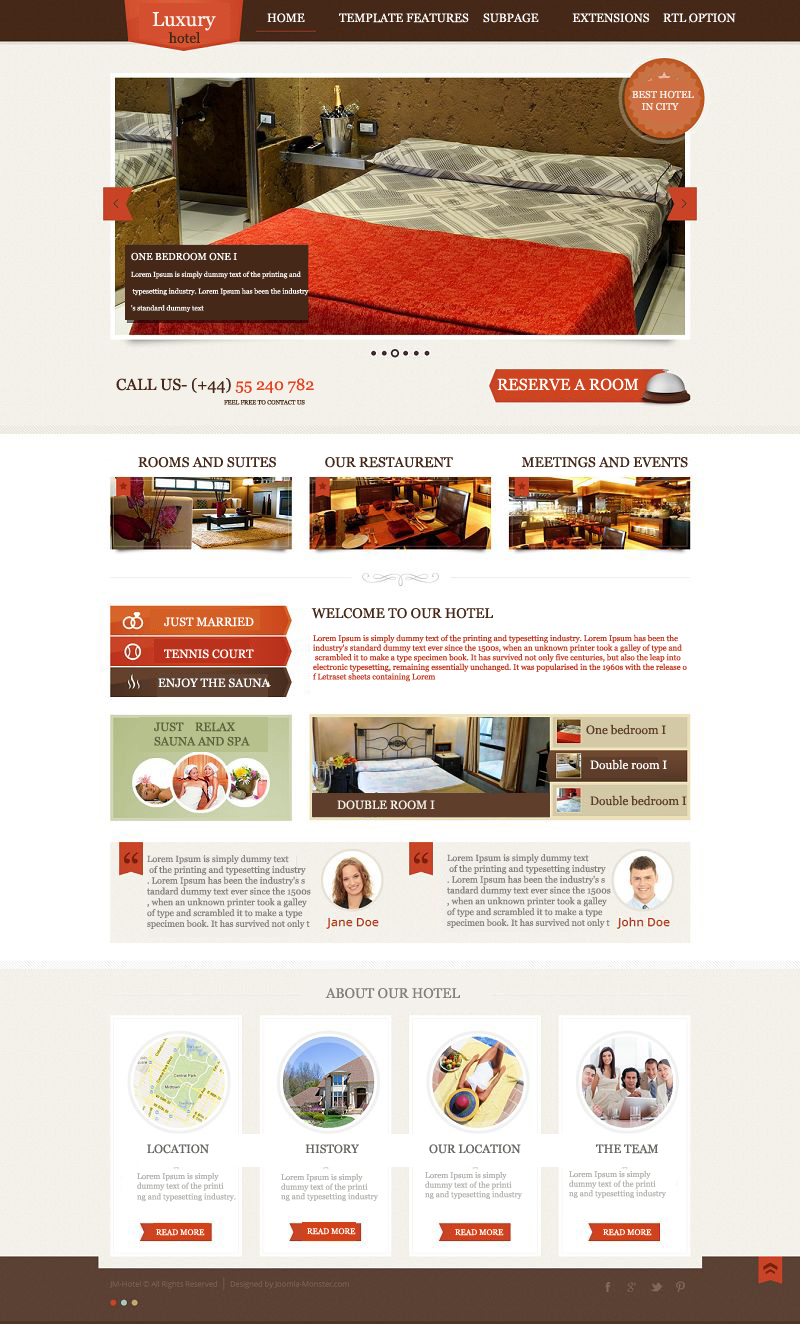 Luxury
hotel
HOME
TEMPLATE FEATURES
SUBPAGE
EXTENSIONS
RTL OPTION
BEST HOTEL
IN CITY
ONE BEDROOM ONE I
Lorem Ipsum is simply dummy text of the printing and
typesetting industry. Lorem Ipsum has been the industry
's standard dummy text
CALL US- (+44) 55 240 782
FEEL FREE TO CONTACT US
RESERVE A ROOM
ROOMS AND SUITES
OUR RESTAURENT
MEETINGS AND EVENTS
JUST MARRIED
TENNIS COURT
ENJOY THE SAUNA
WELCOME TO OUR HOTEL
Lorem Ipsum is simply dummy text of the printing and typesetting industry. Lorem Ipsum has been the
industry's standard dummy text ever since the 1500s, when an unknown printer took a galley of type and
scrambled it to make a type specimen book. It has survived not only five centuries, but also the leap into
electronic typesetting, remaining essentially unchanged. It was popularised in the 1960s with the release o
f Letraset sheets containing Lorem
JUST RELAX
SAUNA AND SPA
DOUBLE ROOM I
One bedroom I
Double room I
Double bedroom I
Lorem Ipsum is simply dummy text
of the printing and typesetting industry
. Lorem Ipsum has been the industry's s
tandard dummy text ever since the 1500s
, when an unknown printer took a galley
of type and scrambled it to make a type
specimen book. It has survived not only t
Jane Doe
Lorem Ipsum is simply dummy text
of the printing and typesetting industry
. Lorem Ipsum has been the industry's s
tandard dummy text ever since the 1500s
, when an unknown printer took a galley
of type and scrambled it to make a type
specimen book. It has survived not only t
John Doe
ABOUT OUR HOTEL
Central Park
Midtown
LOCATION
Lorem Ipsum is simply
dummy text of the printi
ng and typesetting industry.
READ MORE
HISTORY
Lorem Ipsum is simply
dummy text of the printi
ng and typesetting industry
READ MORE
OUR LOCATION
Lorem Ipsum is simply
dummy text of the printi
ng and typesetting industry
READ MORE
THE TEAM
Lorem Ipsum is simply
dummy text of the printi
ng and typesetting industry
READ MORE
JM-Hotel © All Rights Reserved | Designed by Joomla-Monster.com